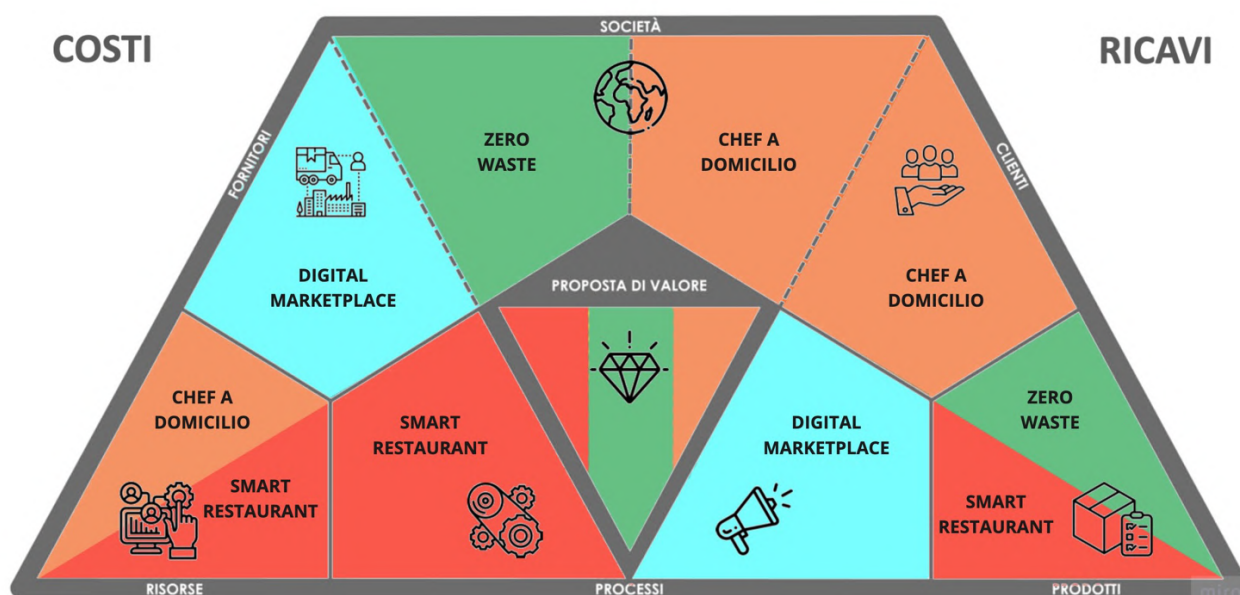 SOCIETÀ
COSTI
RICAVI
FORNITORI
CLIENTI
ZERO
WASTE
CHEF A
DOMICILIO
DIGITAL
MARKETPLACE
CHEF A
DOMICILIO
PROPOSTA DI VALORE
CHEF A
DOMICILIO
SMART
RESTAURANT
SMART
RESTAURANT
DIGITAL
MARKETPLACE
ZERO
WASTE
SMART
RESTAURANT
RISORSE
PROCESSI
PRODOTTI
miro